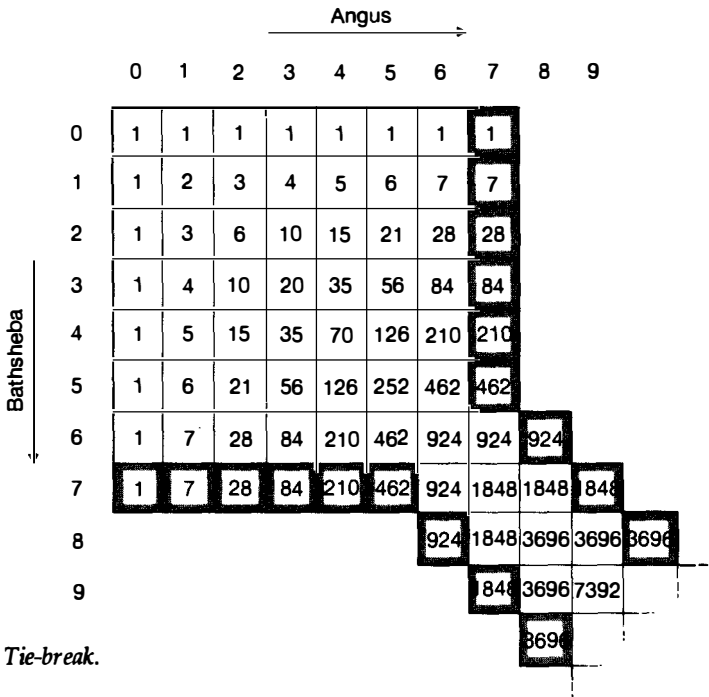 Angus
0 1 2 3 4 5 6 7 8 9
0 1 1 1 1 1 1 1 1
1 1 2 3 4 5 6 7 7
2 1 3 6 10 15 21 28 28
Bathsheba
3 1 4 10 20 35 56 84 84
4 1 5 15 35 70 126 210 210
5 1 6 21 56 126 252 462 462
6 1 7 28 84 210 462 924 924 924
7 1 7 28 84 210 462 924 1848 1848 1848
8 924 1848 3696 3696 3696
9 1848 3696 7392
3696
Tie-break.